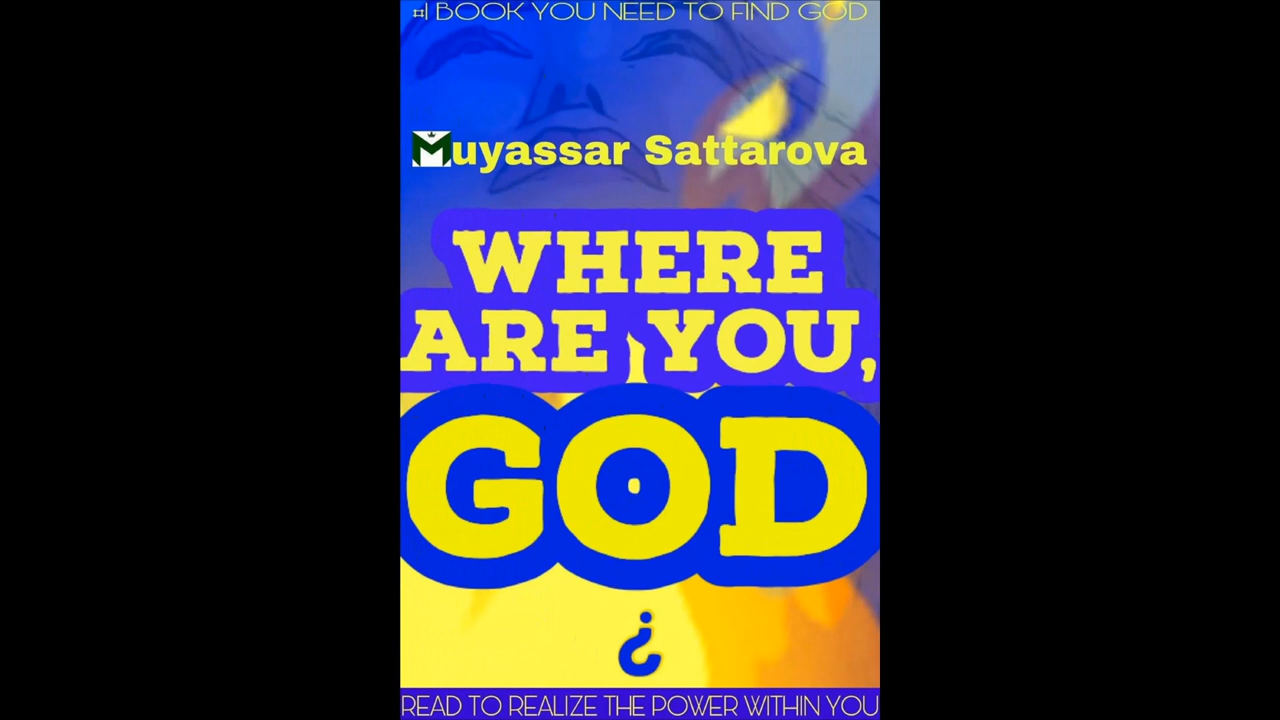 #1 BOOK YOU NEED TO FIND GOD
Muyassar Sattarova
WHERE
ARE YOU,
GOD
¿
READ TO REALIZE THE POWER WITHIN YOU